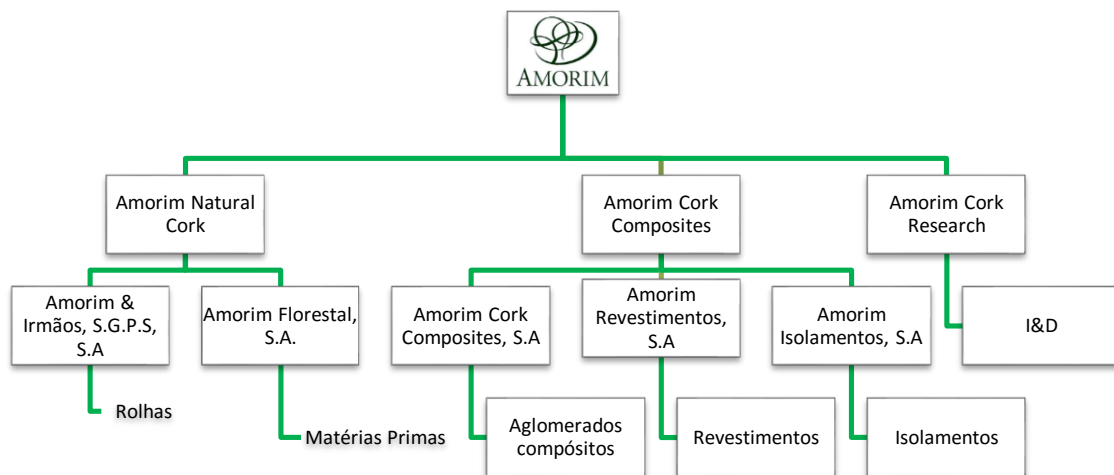 AMORIM
Amorim Natural
Cork
Amorim Cork
Composites
Amorim Cork
Research
Amorim &
Irmãos, S.G.P.S,
S.A
Amorim Florestal,
S.A.
Amorim Cork
Composites, S.A
Amorim
Revestimentos,
S.A
Amorim
Isolamentos, S.A
I&D
Rolhas
Matérias Primas
Aglomerados
compósitos
Revestimentos
Isolamentos